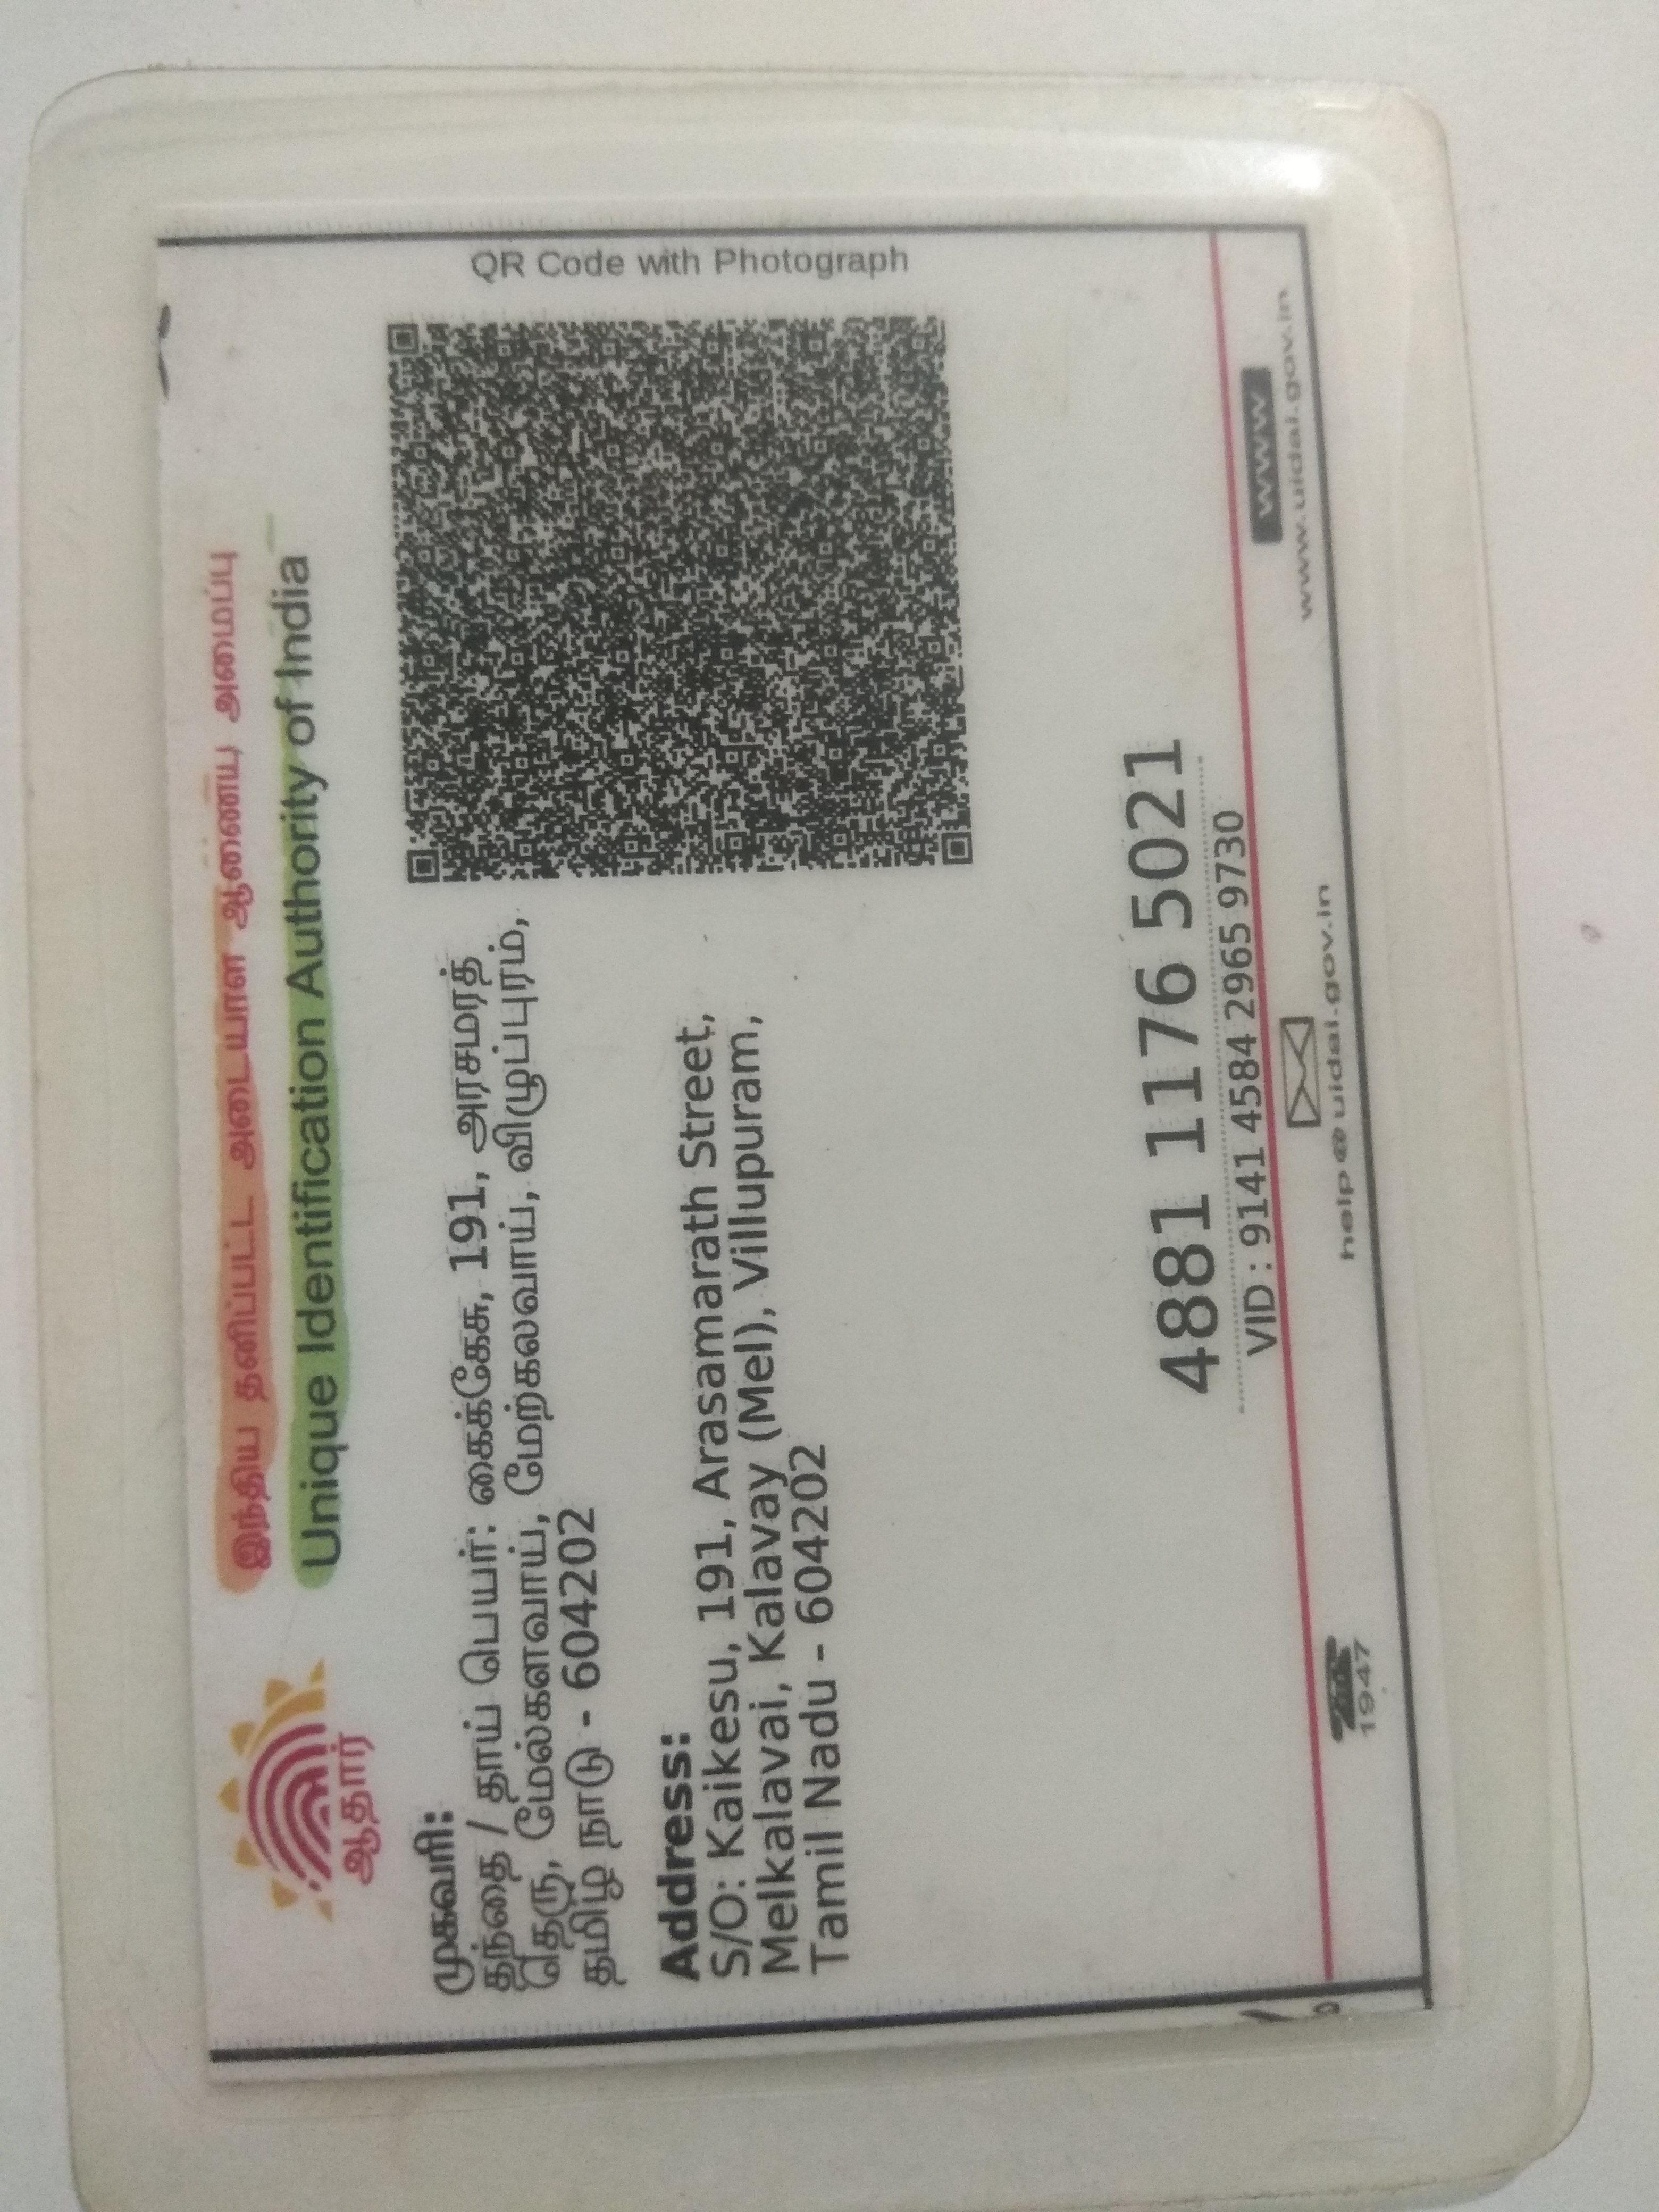 இந்திய தனிப்பட்ட அடையாள ஆணைய அமைப்பு
Unique Identification Authority of India
ஆதார்
முகவரி:
தந்தை / தாய் பெயர்: கைக்கேசு, 191, அரசமரத்
தெரு, மேல்களவாய், மேற்கலவாய், விழுப்புரம்,
தமிழ் நாடு - 604202
Address:
S/O: Kaikesu, 191, Arasamarath Street,
Melkalavai, Kalavay (Mel), Villupuram,
Tamil Nadu - 604202
QR Code with Photograph
4881 1176 5021
VID : 9141 4584 2965 9730
1947
help@uidai.gov.in
www
www.uidai.gov.in